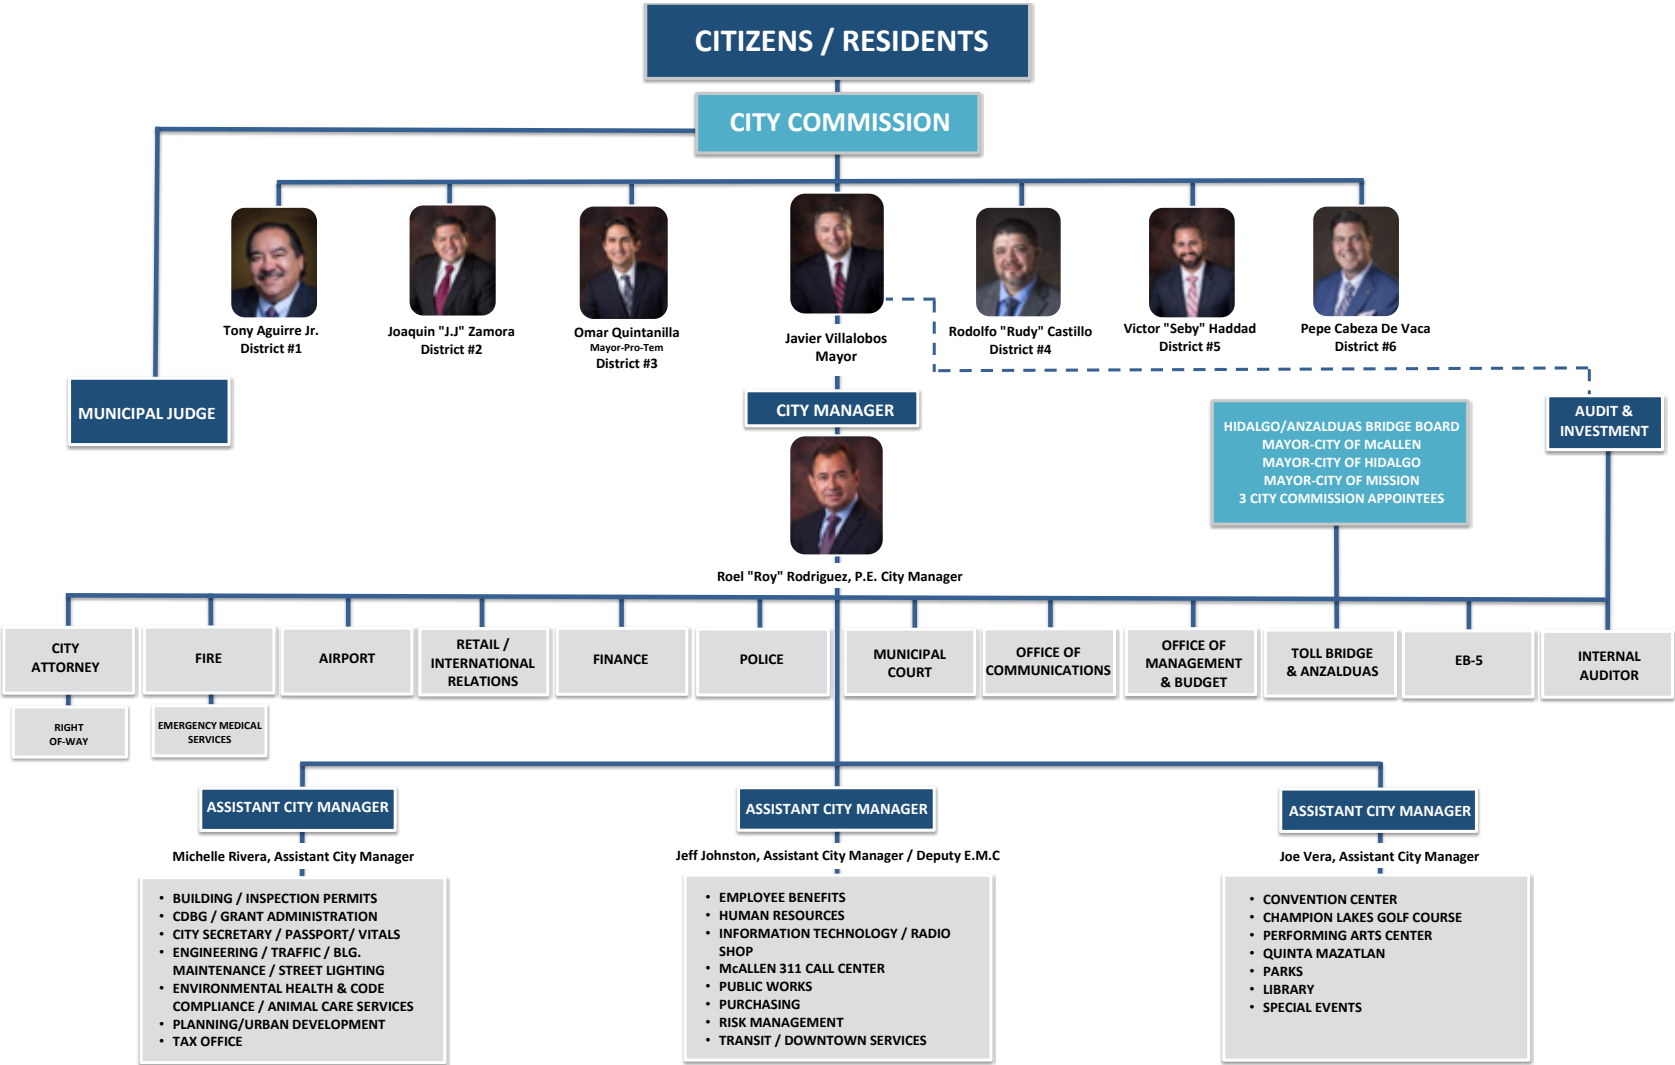 CITIZENS / RESIDENTS
CITY COMMISSION
Tony Aguirre Jr.
District #1
Joaquin "J.J" Zamora
District #2
Omar Quintanilla
Mayor-Pro-Tem
District #3
Javier Villalobos
Mayor
Rodolfo "Rudy" Castillo
District #4
Victor "Seby" Haddad
District #5
Pepe Cabeza De Vaca
District #6
MUNICIPAL JUDGE
CITY MANAGER
HIDALGO/ANZALDUAS BRIDGE BOARD
MAYOR-CITY OF McALLEN
MAYOR-CITY OF HIDALGO
MAYOR-CITY OF MISSION
3 CITY COMMISSION APPOINTEES
AUDIT &
INVESTMENT
Roel "Roy" Rodriguez, P.E. City Manager
CITY
ATTORNEY
FIRE
AIRPORT
RETAIL /
INTERNATIONAL
RELATIONS
FINANCE
POLICE
MUNICIPAL
COURT
OFFICE OF
COMMUNICATIONS
OFFICE OF
MANAGEMENT
& BUDGET
TOLL BRIDGE
& ANZALDUAS
EB-5
INTERNAL
AUDITOR
RIGHT
OF-WAY
EMERGENCY MEDICAL
SERVICES
ASSISTANT CITY MANAGER
Michelle Rivera, Assistant City Manager
• BUILDING / INSPECTION PERMITS
• CDBG / GRANT ADMINISTRATION
• CITY SECRETARY / PASSPORT/ VITALS
• ENGINEERING / TRAFFIC / BLG.
MAINTENANCE / STREET LIGHTING
• ENVIRONMENTAL HEALTH & CODE
COMPLIANCE / ANIMAL CARE SERVICES
• PLANNING/URBAN DEVELOPMENT
• TAX OFFICE
ASSISTANT CITY MANAGER
Jeff Johnston, Assistant City Manager / Deputy E.M.C
• EMPLOYEE BENEFITS
• HUMAN RESOURCES
• INFORMATION TECHNOLOGY / RADIO
SHOP
• McALLEN 311 CALL CENTER
• PUBLIC WORKS
• PURCHASING
• RISK MANAGEMENT
• TRANSIT / DOWNTOWN SERVICES
ASSISTANT CITY MANAGER
Joe Vera, Assistant City Manager
• CONVENTION CENTER
• CHAMPION LAKES GOLF COURSE
• PERFORMING ARTS CENTER
• QUINTA MAZATLAN
• PARKS
• LIBRARY
• SPECIAL EVENTS